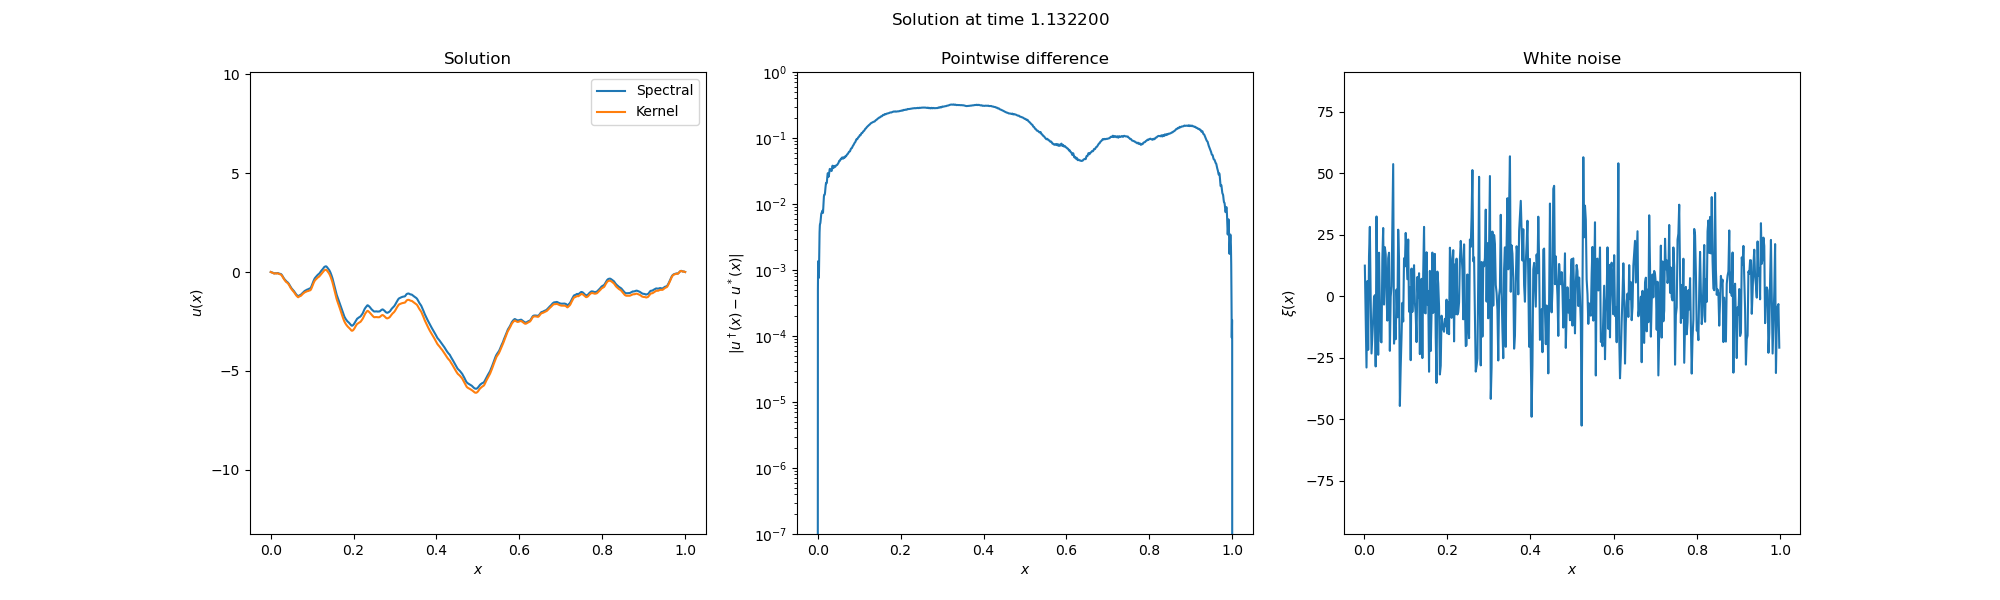 Solution at time 1.132200
Solution
10
5
0
−5
−10
0.0 0.2 0.4 0.6 0.8 1.0
x
u(x)
Spectral
Kernel
Pointwise difference
10⁰
10⁻¹
10⁻²
10⁻³
10⁻⁴
10⁻⁵
10⁻⁶
10⁻⁷
0.0 0.2 0.4 0.6 0.8 1.0
x
|u†(x) − u*(x)|
White noise
75
50
25
0
−25
−50
−75
0.0 0.2 0.4 0.6 0.8 1.0
x
ξ(x)